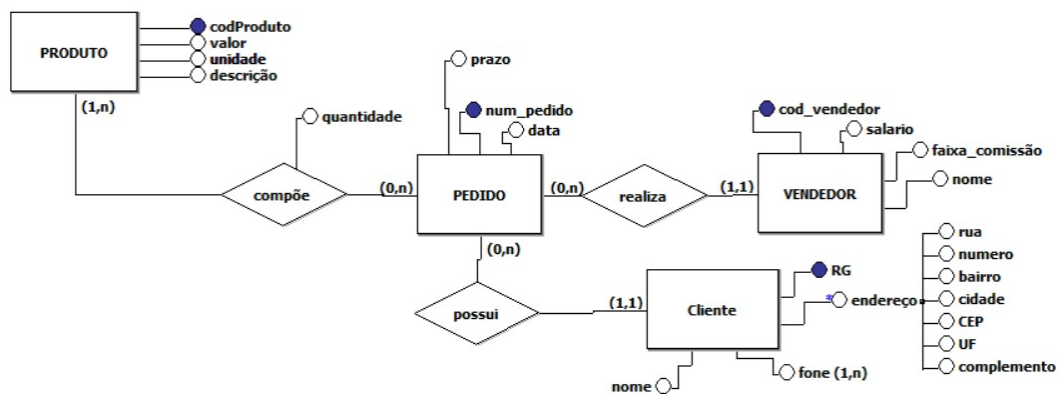 PRODUTO
codProduto
valor
unidade
descrição
(1,n)
quantidade
compõe
(0,n)
prazo
num_pedido
data
PEDIDO
(0,n)
realiza
(1,1)
cod_vendedor
salario
faixa_comissão
nome
VENDEDOR
(0,n)
possui
(1,1)
Cliente
RG
* endereço
rua
numero
bairro
cidade
CEP
UF
complemento
nome
fone (1,n)